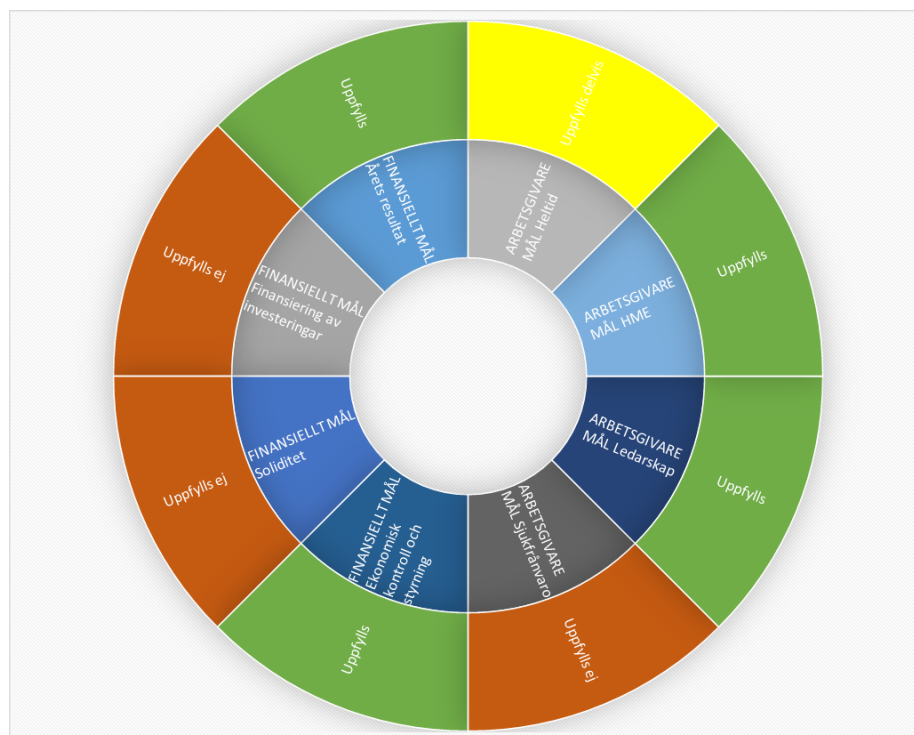 Uppfylls delvis
ARBETSGIVARE
MÅL Heltid
Uppfylls
ARBETSGIVARE
MÅL HME
Uppfylls
ARBETSGIVARE
MÅL Ledarskap
Uppfylls ej
ARBETSGIVARE
MÅL Sjukfrånvaro
Uppfylls
FINANSIELLT MÅL
Ekonomisk
kontroll och
styrning
Uppfylls ej
FINANSIELLT MÅL
Soliditet
Uppfylls ej
FINANSIELLT MÅL
Finansiering av
investeringar
Uppfylls
FINANSIELLT MÅL
Årets resultat